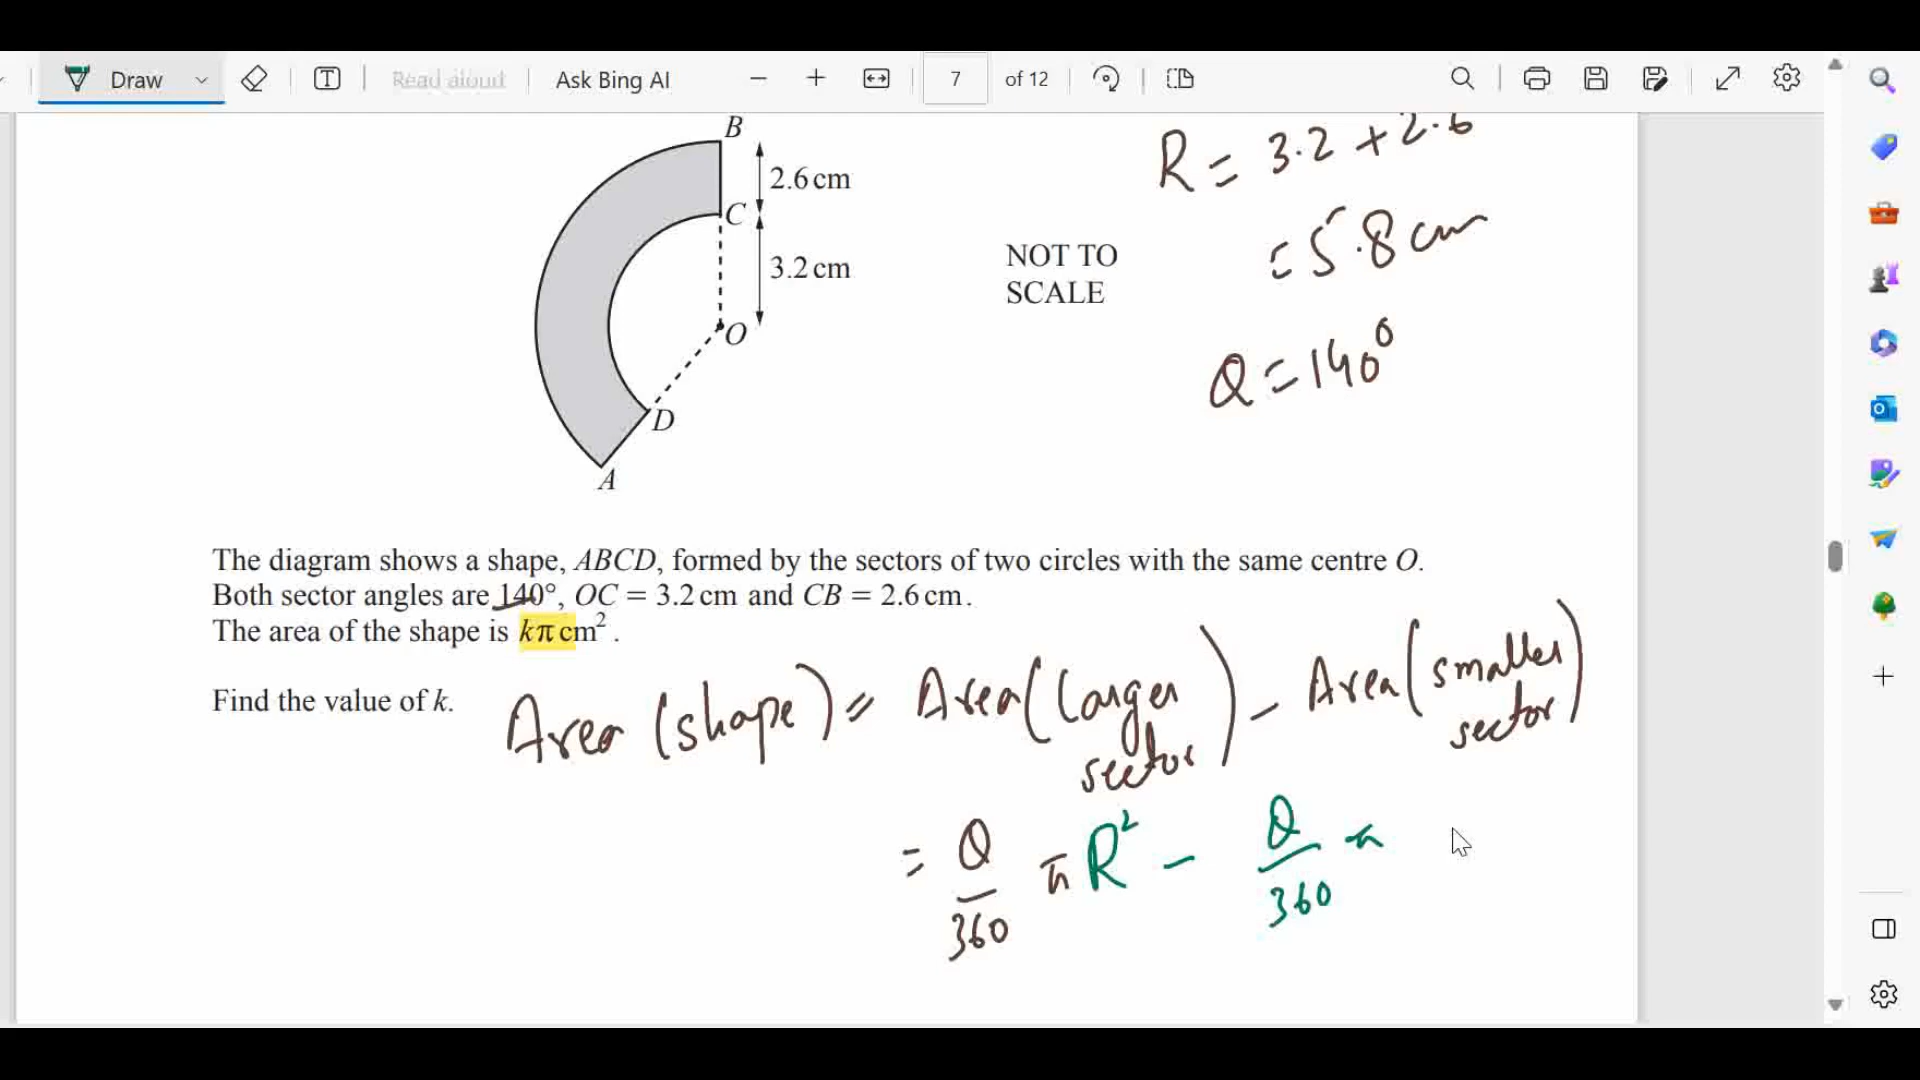 Draw
Read aloud
Ask Bing AI
7
of 12
B
2.6 cm
C
3.2 cm
O
D
A
NOT TO
SCALE
R = 3.2 + 2.6
= 5.8 cm
θ = 140°
The diagram shows a shape, ABCD, formed by the sectors of two circles with the same centre O.
Both sector angles are 140°, OC = 3.2 cm and CB = 2.6 cm.
The area of the shape is kπ cm².
Find the value of k.
Area (shape) = Area (larger sector) - Area (smaller sector)
= θ/360 π R² - θ/360 π